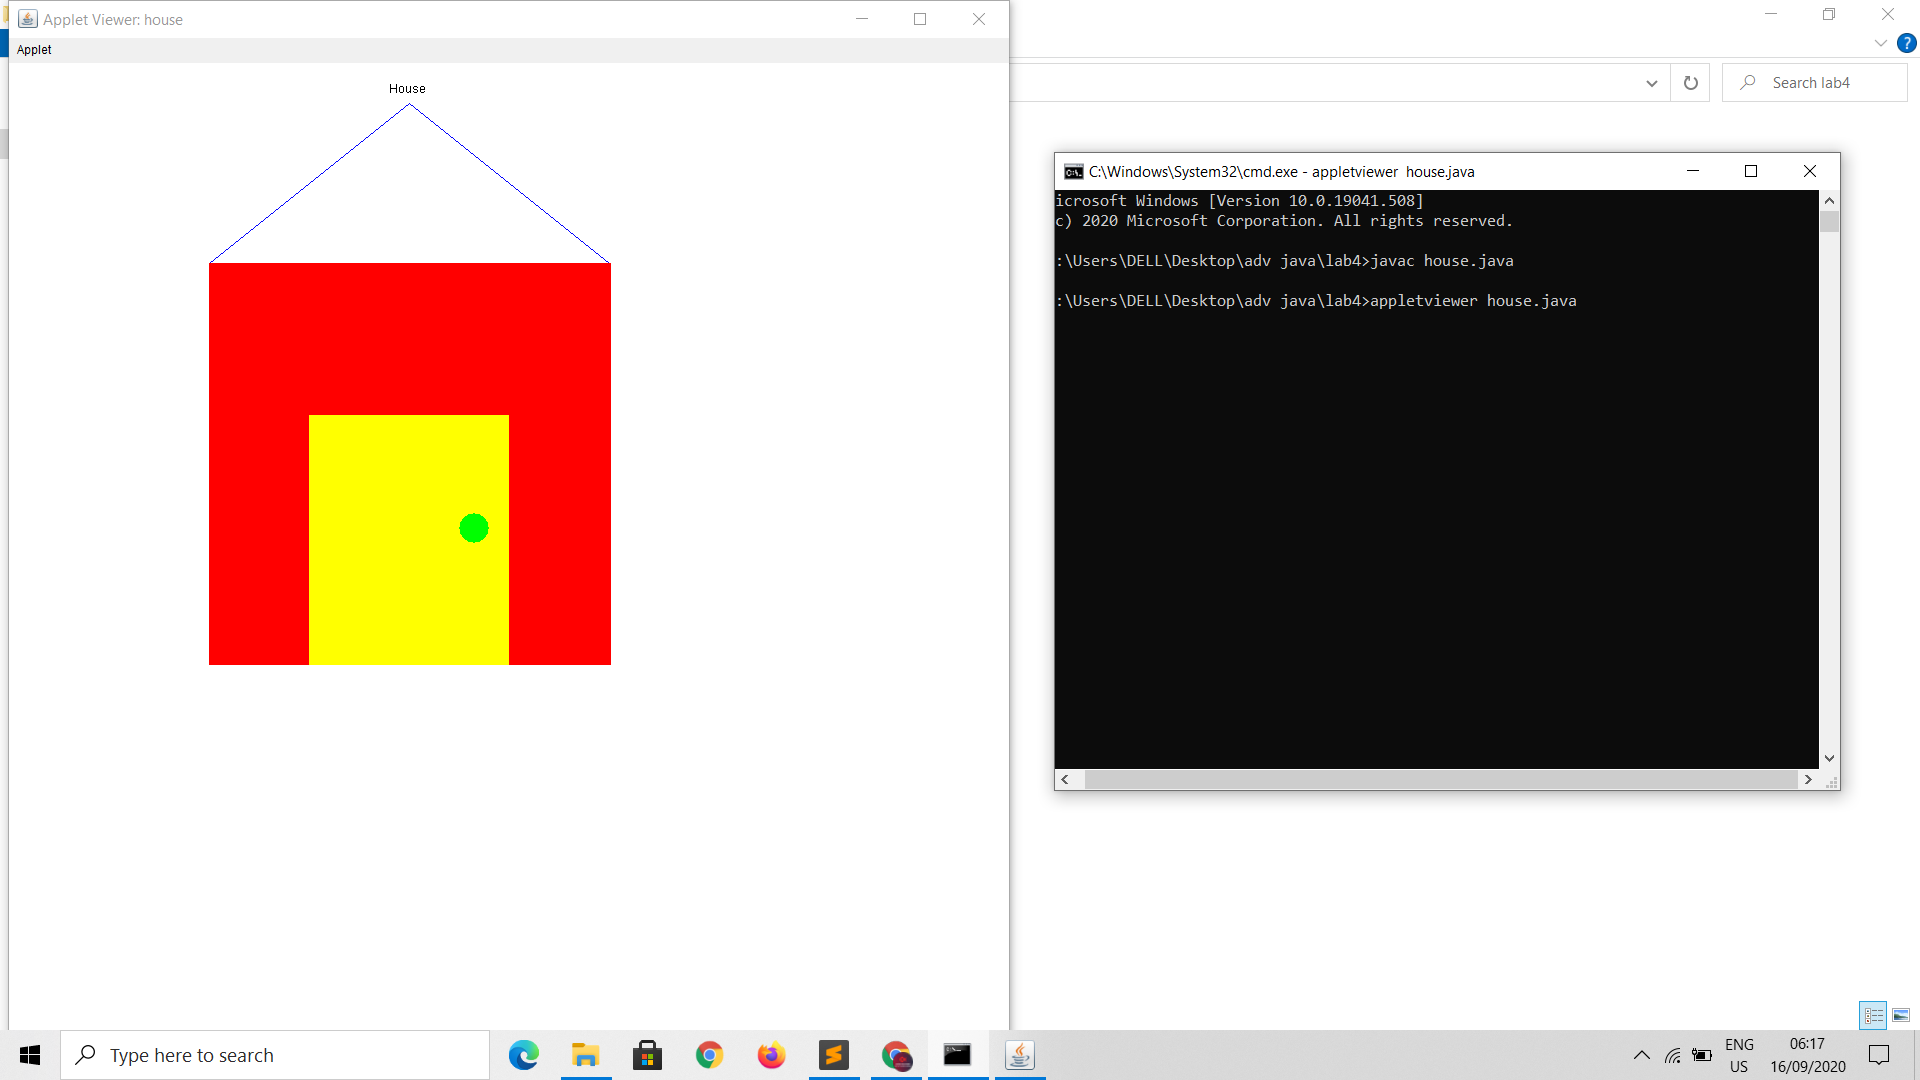 Applet Viewer: house
Applet
House
Search lab4
C:\Windows\System32\cmd.exe - appletviewer  house.java
icrosoft Windows [Version 10.0.19041.508]
c) 2020 Microsoft Corporation. All rights reserved.
:\Users\DELL\Desktop\adv java\lab4>javac house.java
:\Users\DELL\Desktop\adv java\lab4>appletviewer house.java
Type here to search
ENG
US
06:17
16/09/2020